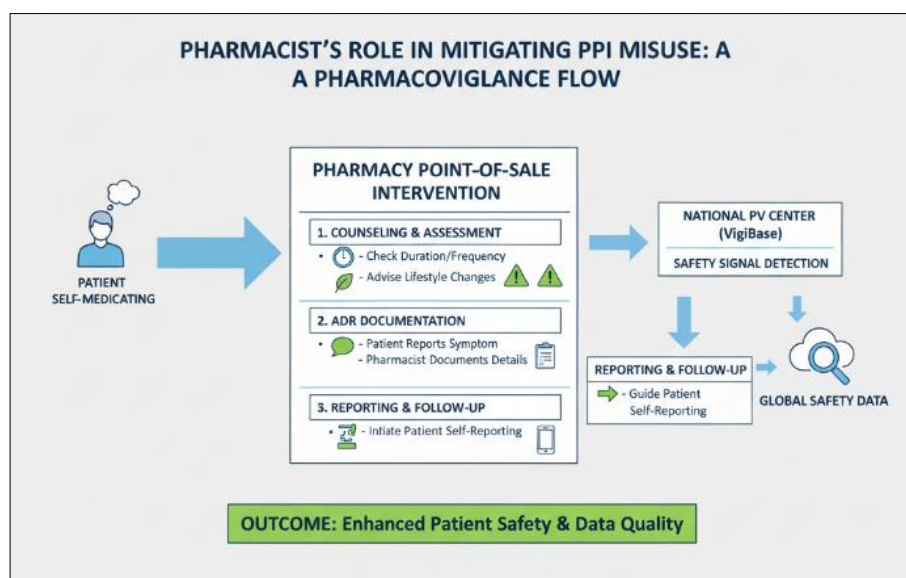 PHARMACIST'S ROLE IN MITIGATING PPI MISUSE: A
A PHARMACOVIGLANCE FLOW
PATIENT
SELF-MEDICATING
PHARMACY POINT-OF-SALE
INTERVENTION
1. COUNSELING & ASSESSMENT
• - Check Duration/Frequency
- Advise Lifestyle Changes
2. ADR DOCUMENTATION
• - Patient Reports Symptom
- Pharmacist Documents Details
3. REPORTING & FOLLOW-UP
• - Intiate Patient Self-Reporting
NATIONAL PV CENTER
(VigiBase)
SAFETY SIGNAL DETECTION
REPORTING & FOLLOW-UP
- Guide Patient
Self-Reporting
GLOBAL SAFETY DATA
OUTCOME: Enhanced Patient Safety & Data Quality